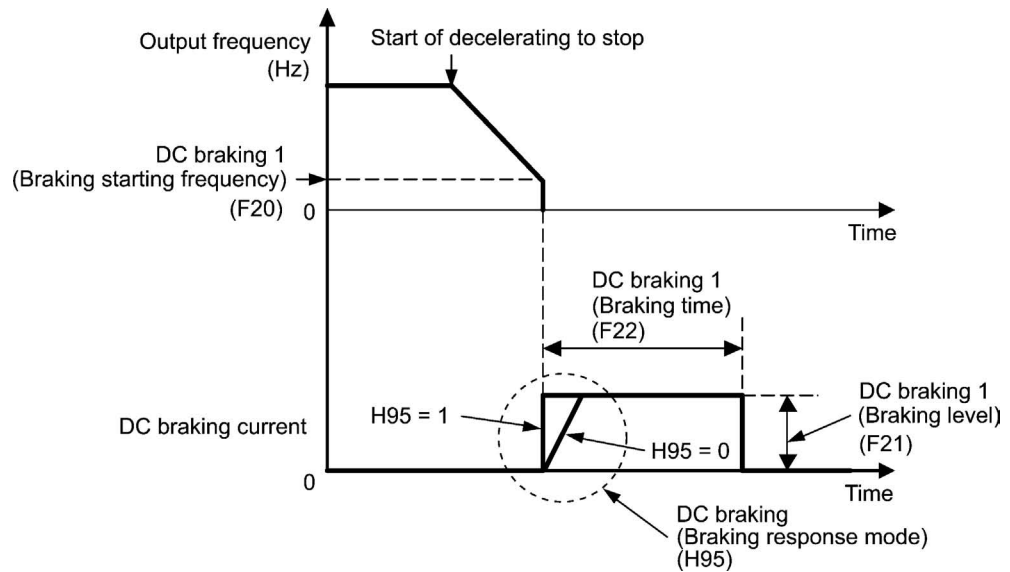 Output frequency
(Hz)
Start of decelerating to stop
DC braking 1
(Braking starting frequency)
(F20)
0
Time
DC braking 1
(Braking time)
(F22)
DC braking current
H95 = 1
H95 = 0
DC braking 1
(Braking level)
(F21)
0
Time
DC braking
(Braking response mode)
(H95)